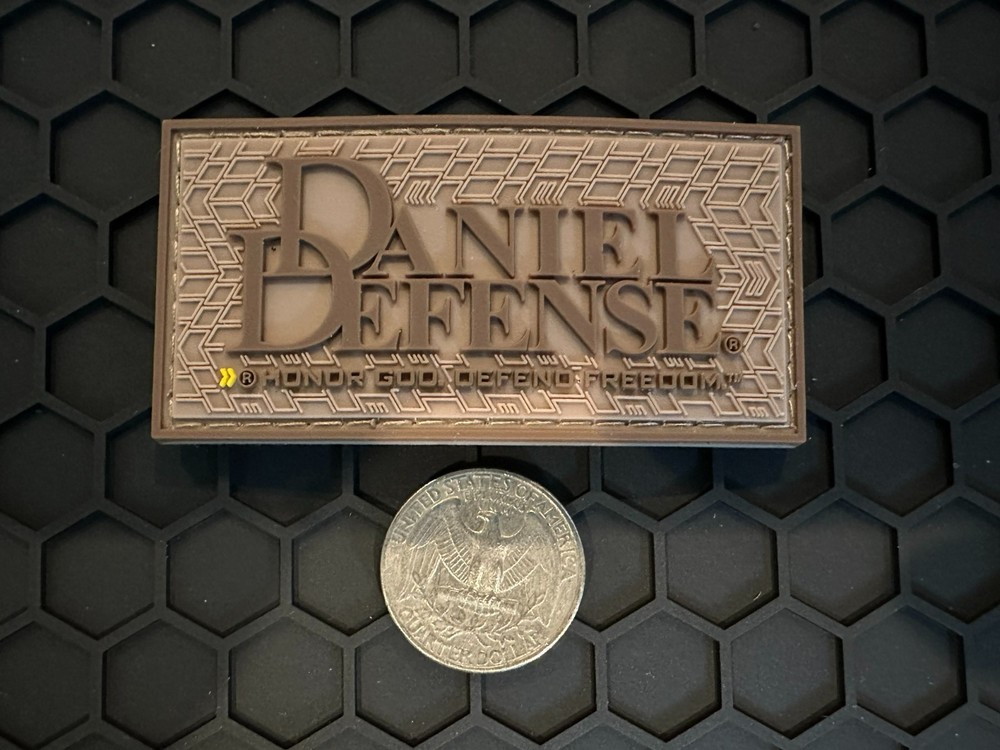 DANIEL
DEFENSE®
» ® HONOR GOD. DEFEND FREEDOM.™
UNITED STATES OF AMERICA
QUARTER DOLLAR